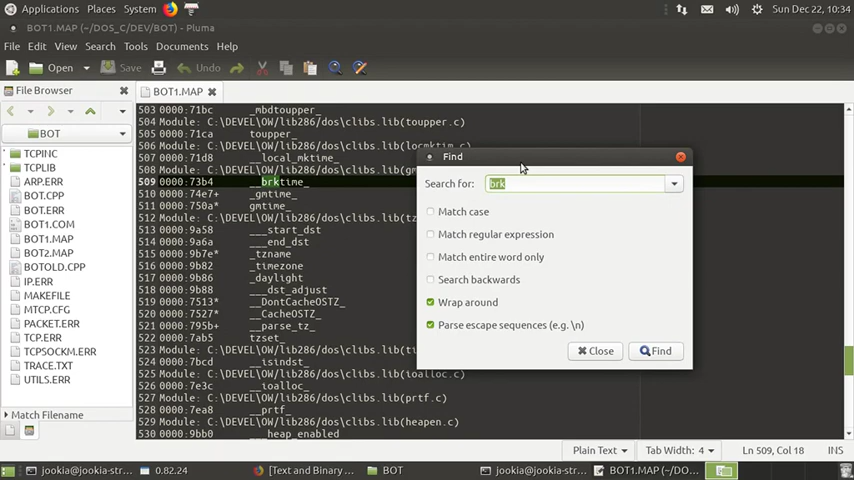 Applications Places System
Sun Dec 22, 10:34
BOT1.MAP (~/DOS_C/DEV/BOT) - Pluma
File Edit View Search Tools Documents Help
Open Save Undo
File Browser
BOT1.MAP
BOT
TCPINC
TCPLIB
ARP.ERR
BOT.CPP
BOT.ERR
BOT1.COM
BOT1.MAP
BOT2.MAP
BOTOLD.CPP
IP.ERR
MAKEFILE
MTCP.CFG
PACKET.ERR
TCP.ERR
TCPSOCKM.ERR
TRACE.TXT
UTILS.ERR
Match Filename
503 0000:71bc _mbdtoupper_
504 Module: C:\DEVEL\OW/lib286/dos\clibs.lib(toupper.c)
505 0000:71ca toupper_
506 Module: C:\DEVEL\OW/lib286/dos\clibs.lib(locmktim.c)
507 0000:71d8 __local_mktime_
508 Module: C:\DEVEL\OW/lib286/dos\clibs.lib(gm
509 0000:73b4 __brktime_
510 0000:74e7+ _gmtime_
511 0000:750a* gmtime_
512 Module: C:\DEVEL\OW/lib286/dos\clibs.lib(tz
513 0000:9a58 ___start_dst
514 0000:9a6a ___end_dst
515 0000:9b7e* _tzname
516 0000:9b82 _timezone
517 0000:9b86 _daylight
518 0000:9b88 ___dst_adjust
519 0000:7513* __DontCacheOSTZ_
520 0000:7527* __CacheOSTZ_
521 0000:795b+ __parse_tz_
522 0000:7ab5 tzset_
523 Module: C:\DEVEL\OW/lib286/dos\clibs.lib(ti
524 0000:7bcd __isindst_
525 Module: C:\DEVEL\OW/lib286/dos\clibs.lib(ioalloc.c)
526 0000:7e3c __ioalloc_
527 Module: C:\DEVEL\OW/lib286/dos\clibs.lib(prtf.c)
528 0000:7ea8 __prtf_
529 Module: C:\DEVEL\OW/lib286/dos\clibs.lib(heapen.c)
530 0000:9bb0 ___heap_enabled
Find
Search for: brk
Match case
Match regular expression
Match entire word only
Search backwards
Wrap around
Parse escape sequences (e.g. \n)
Close Find
Plain Text Tab Width: 4 Ln 509, Col 18 INS
jookia@jookia-str... 0.82.24 [Text and Binary ... BOT jookia@jookia-str... BOT1.MAP (~/DO...